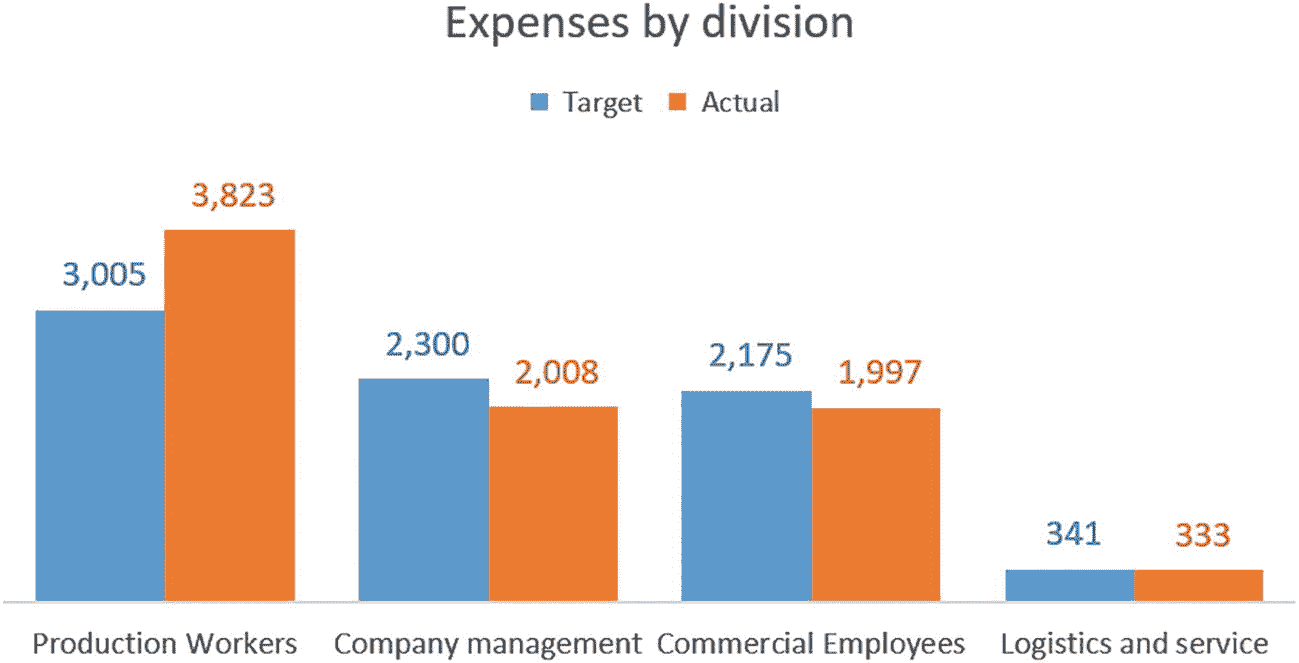 Expenses by division
Target Actual
3,005 3,823
2,300 2,008
2,175 1,997
341 333
Production Workers Company management Commercial Employees Logistics and service